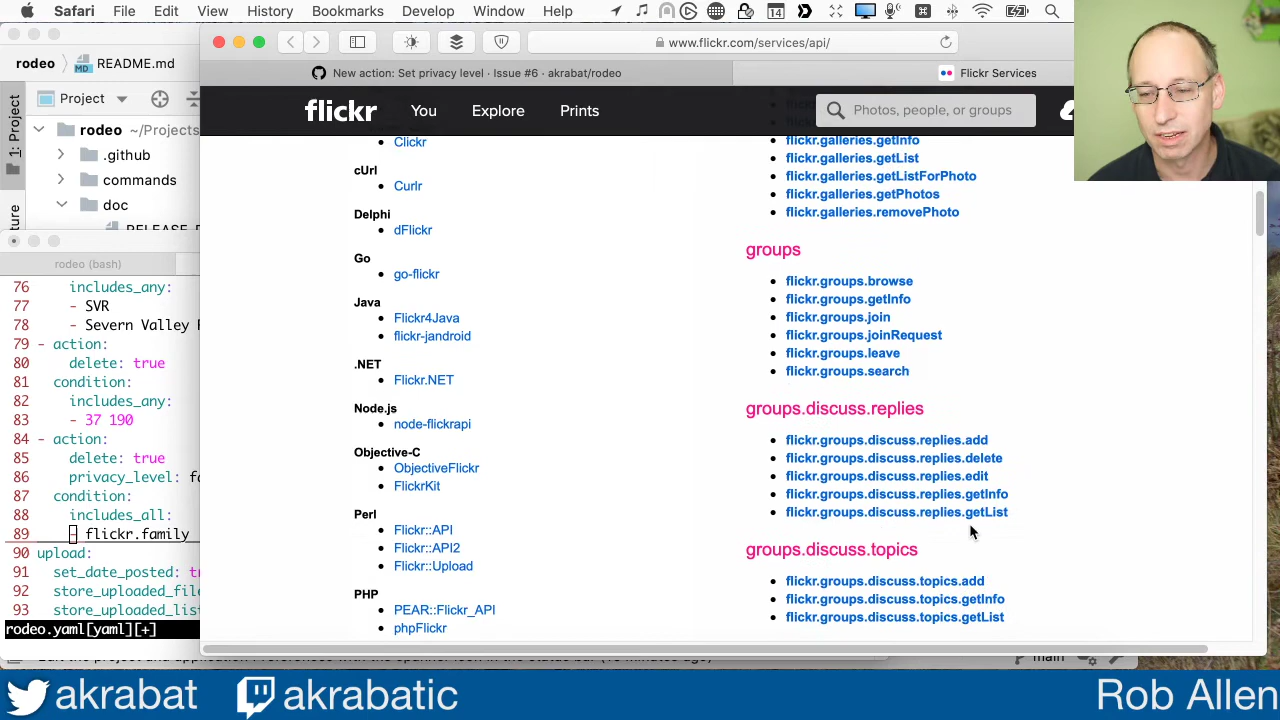 Safari File Edit View History Bookmarks Develop Window Help
14
rodeo README.md
www.flickr.com/services/api/
New action: Set privacy level · Issue #6 · akrabat/rodeo
Flickr Services
1: Project
Project
flickr You Explore Prints
Photos, people, or groups
rodeo ~/Projects
.github
commands
doc
rodeo (bash)
76 includes_any:
77 - SVR
78 - Severn Valley
79 - action:
80 delete: true
81 condition:
82 includes_any:
83 - 37 190
84 - action:
85 delete: true
86 privacy_level:
87 condition:
88 includes_all:
89 - flickr.family
90 upload:
91 set_date_posted:
92 store_uploaded_
93 store_uploaded_
rodeo.yaml[yaml][+]
Clickr
cUrl
Curlr
Delphi
dFlickr
Go
go-flickr
Java
Flickr4Java
flickr-jandroid
.NET
Flickr.NET
Node.js
node-flickrapi
Objective-C
ObjectiveFlickr
FlickrKit
Perl
Flickr::API
Flickr::API2
Flickr::Upload
PHP
PEAR::Flickr_API
phpFlickr
flickr.galleries.getInfo
flickr.galleries.getList
flickr.galleries.getListForPhoto
flickr.galleries.getPhotos
flickr.galleries.removePhoto
groups
flickr.groups.browse
flickr.groups.getInfo
flickr.groups.join
flickr.groups.joinRequest
flickr.groups.leave
flickr.groups.search
groups.discuss.replies
flickr.groups.discuss.replies.add
flickr.groups.discuss.replies.delete
flickr.groups.discuss.replies.edit
flickr.groups.discuss.replies.getInfo
flickr.groups.discuss.replies.getList
groups.discuss.topics
flickr.groups.discuss.topics.add
flickr.groups.discuss.topics.getInfo
flickr.groups.discuss.topics.getList
main
akrabat akrabatic Rob Allen